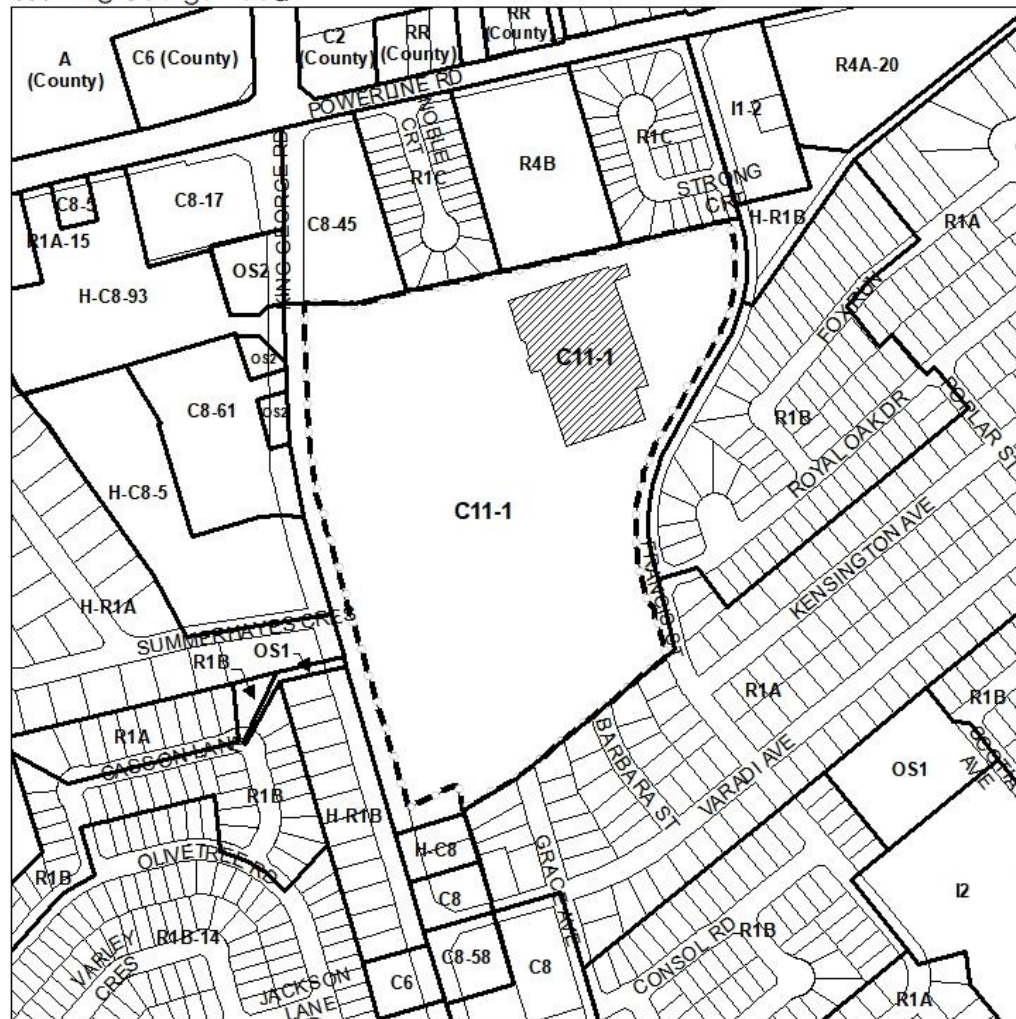 A
(County)
C6 (County)
C2
(County)
RR
(County)
RR
(County)
POWERLINE RD
R4A-20
I1-2
NOBLE
CRT
R1C
R4B
R1C
STRONG
H-R1B
R1A
C8-5
R1A-15
C8-17
KING GEORGE RD
C8-45
OS2
H-C8-93
OS2
C8-61
OS2
C11-1
FOXRUN
R1B
ROYAL OAK DR
POPLAR ST
H-C8-5
C11-1
KENSINGTON AVE
FRANCIS ST
H-R1A
SUMMERHAYES CRES
R1B
OS1
R1A
R1A
R1B
BARBARA ST
VARADI AVE
OS1
AVE
R1B
H-R1B
H-C8
GRACE AVE
OLIVETREE RD
R1B
C8
I2
R1B-14
VARLEY
CRES
C8-58
C8
CONSOL RD
R1B
JACKSON
LANE
C6
R1A